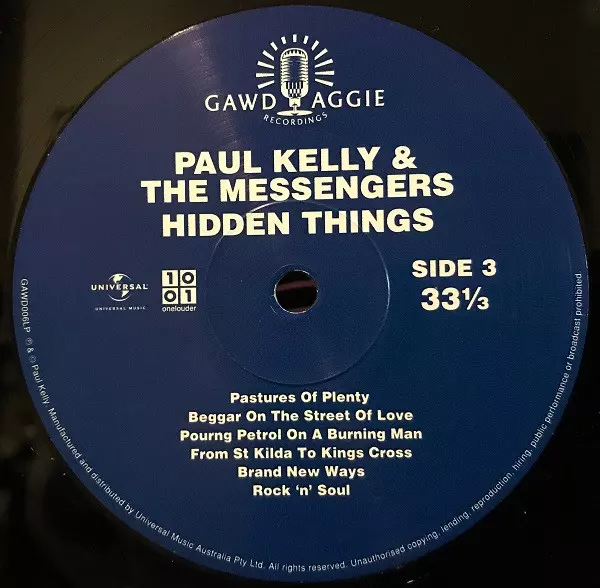 GAWD AGGIE
RECORDINGS
PAUL KELLY &
THE MESSENGERS
HIDDEN THINGS
UNIVERSAL
UNIVERSAL MUSIC
10
01
onelouder
SIDE 3
33⅓
Pastures Of Plenty
Beggar On The Street Of Love
Pourng Petrol On A Burning Man
From St Kilda To Kings Cross
Brand New Ways
Rock ‘n’ Soul
GAWD006LP ℗ & © Paul Kelly. Manufactured and distributed by Universal Music Australia Pty Ltd. All rights reserved. Unauthorised copying, lending, reproduction, hiring, public performance or broadcast prohibited